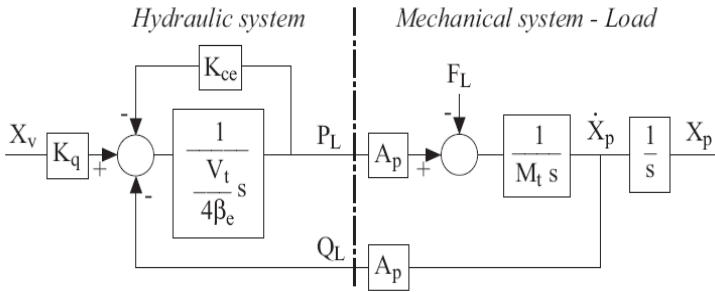 Hydraulic system
Mechanical system - Load
K_ce
F_L
-
-
X_v
K_q
+
1
V_t
4β_e
s
P_L
A_p
+
1
M_t s
Ẋ_p
1
s
X_p
-
Q_L
A_p